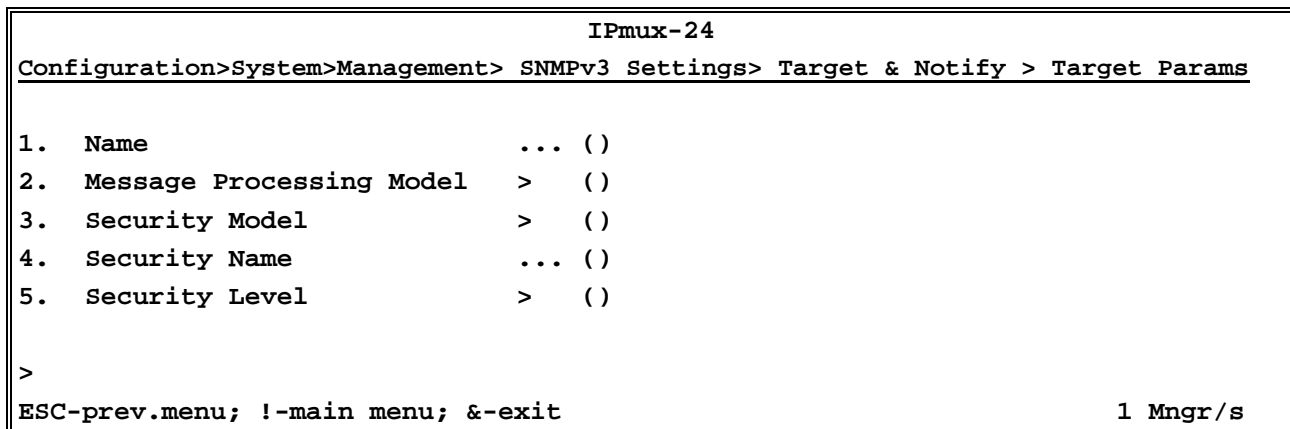 IPmux-24
Configuration>System>Management> SNMPv3 Settings> Target & Notify > Target Params
1. Name ... ()
2. Message Processing Model > ()
3. Security Model > ()
4. Security Name ... ()
5. Security Level > ()
>
ESC-prev.menu; !-main menu; &-exit 1 Mngr/s